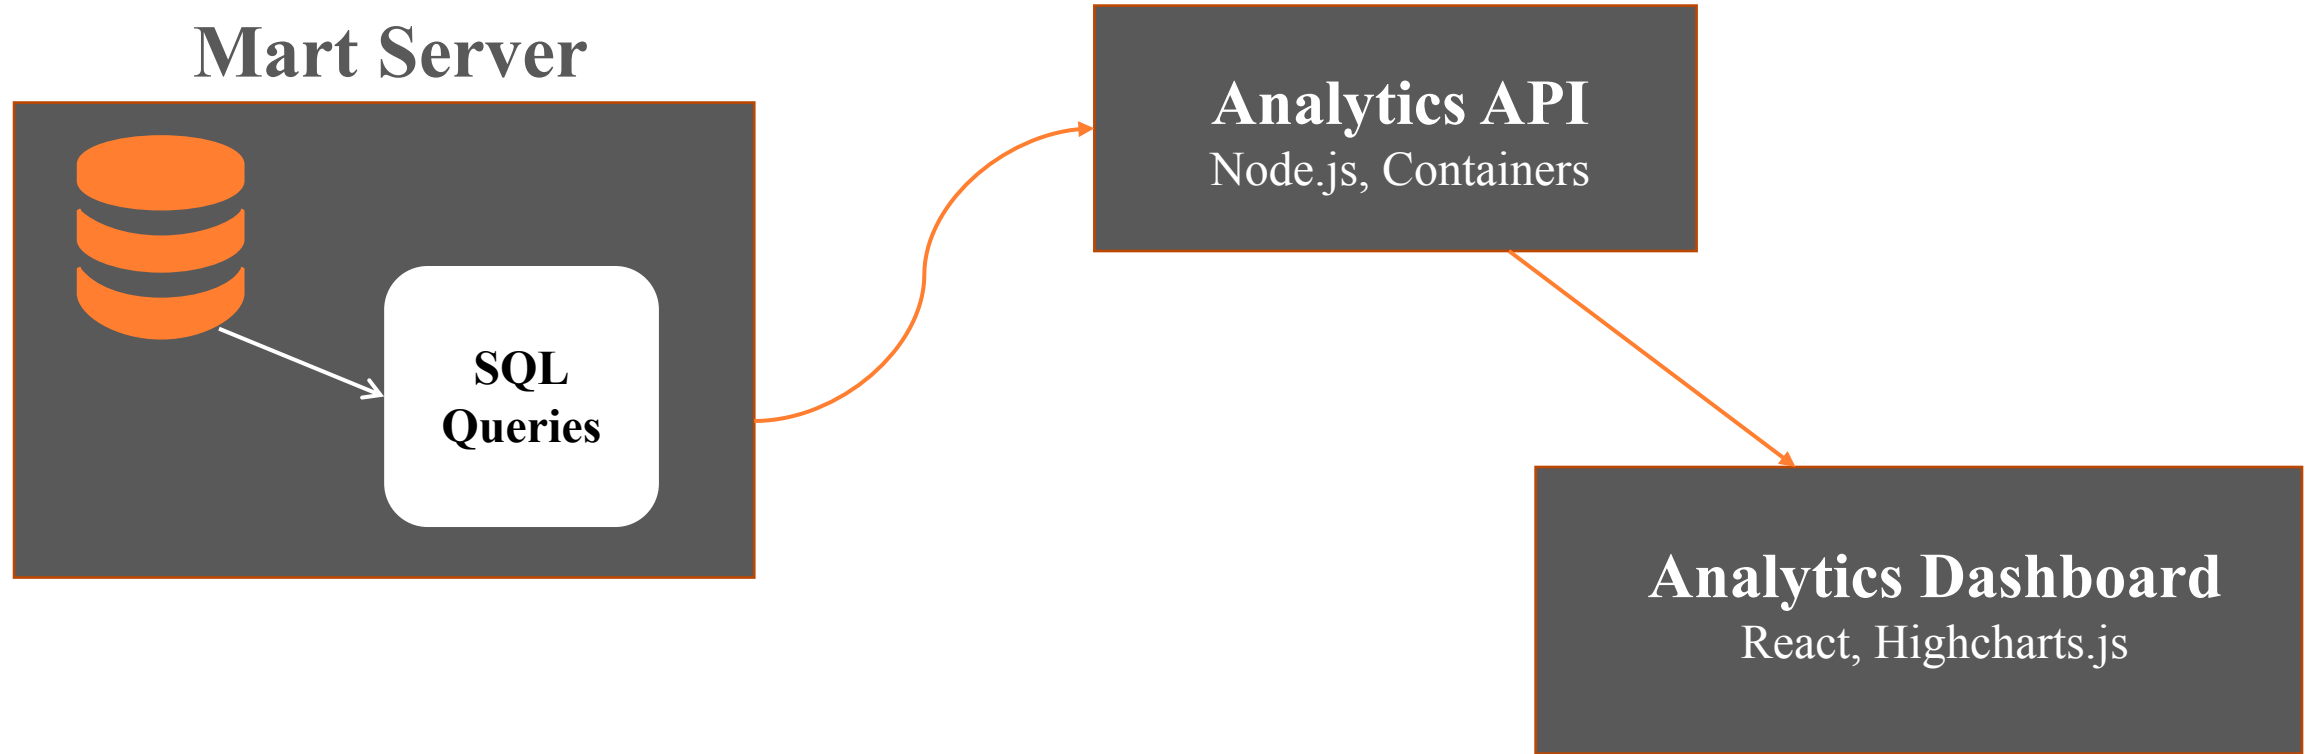 Mart Server
SQL
Queries
Analytics API
Node.js, Containers
Analytics Dashboard
React, Highcharts.js